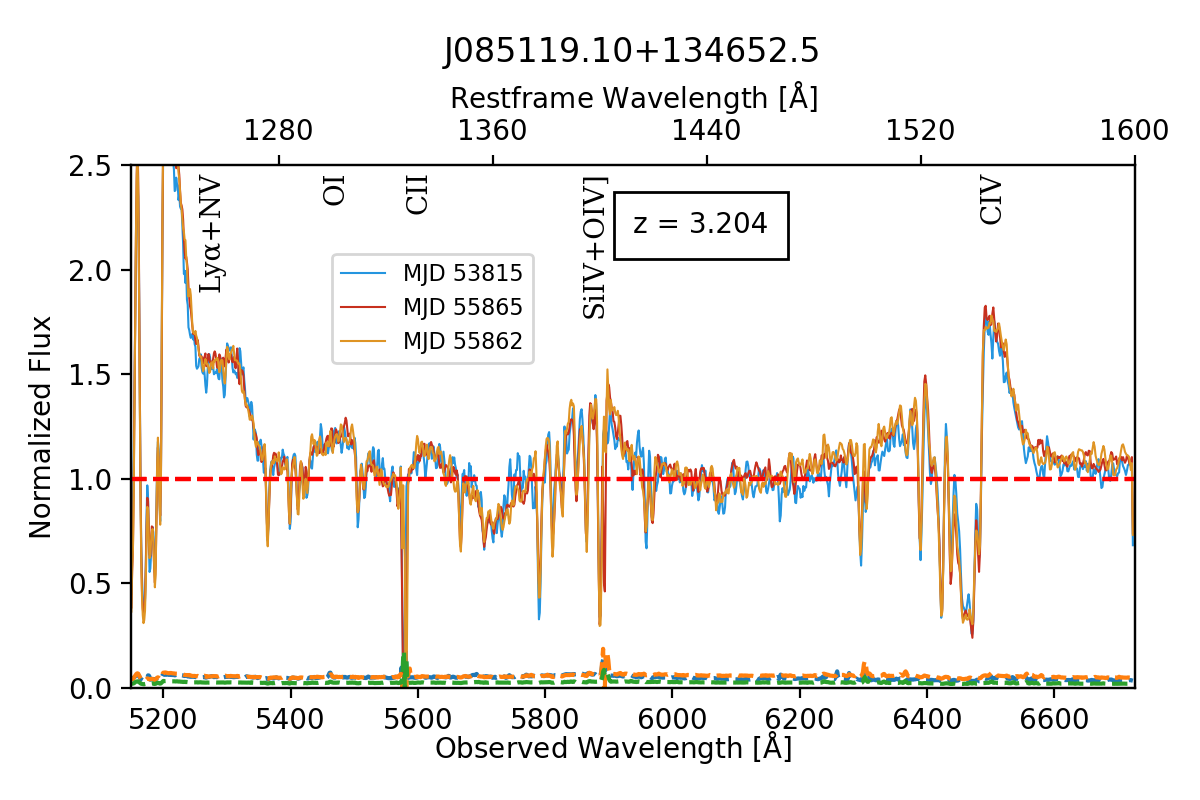 J085119.10+134652.5
Restframe Wavelength [Å]
1280 1360 1440 1520 1600
2.5
2.0
1.5
1.0
0.5
0.0
Normalized Flux
Lyα+NV
OI
CII
SiIV+OIV]
CIV
z = 3.204
MJD 53815
MJD 55865
MJD 55862
5200 5400 5600 5800 6000 6200 6400 6600
Observed Wavelength [Å]